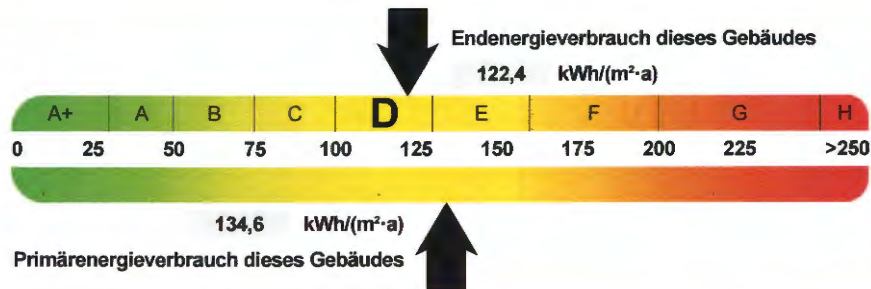 Endenergieverbrauch dieses Gebäudes
122,4 kWh/(m²·a)
A+ A B C D E F G H
0 25 50 75 100 125 150 175 200 225 >250
134,6 kWh/(m²·a)
Primärenergieverbrauch dieses Gebäudes